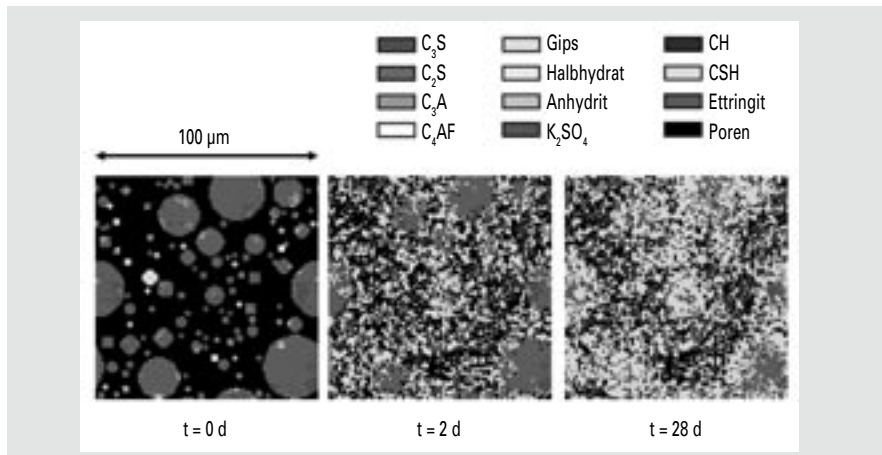 C₃S Gips CH
C₂S Halbhydrat CSH
C₃A Anhydrit Ettringit
C₄AF K₂SO₄ Poren
100 µm
t = 0 d t = 2 d t = 28 d